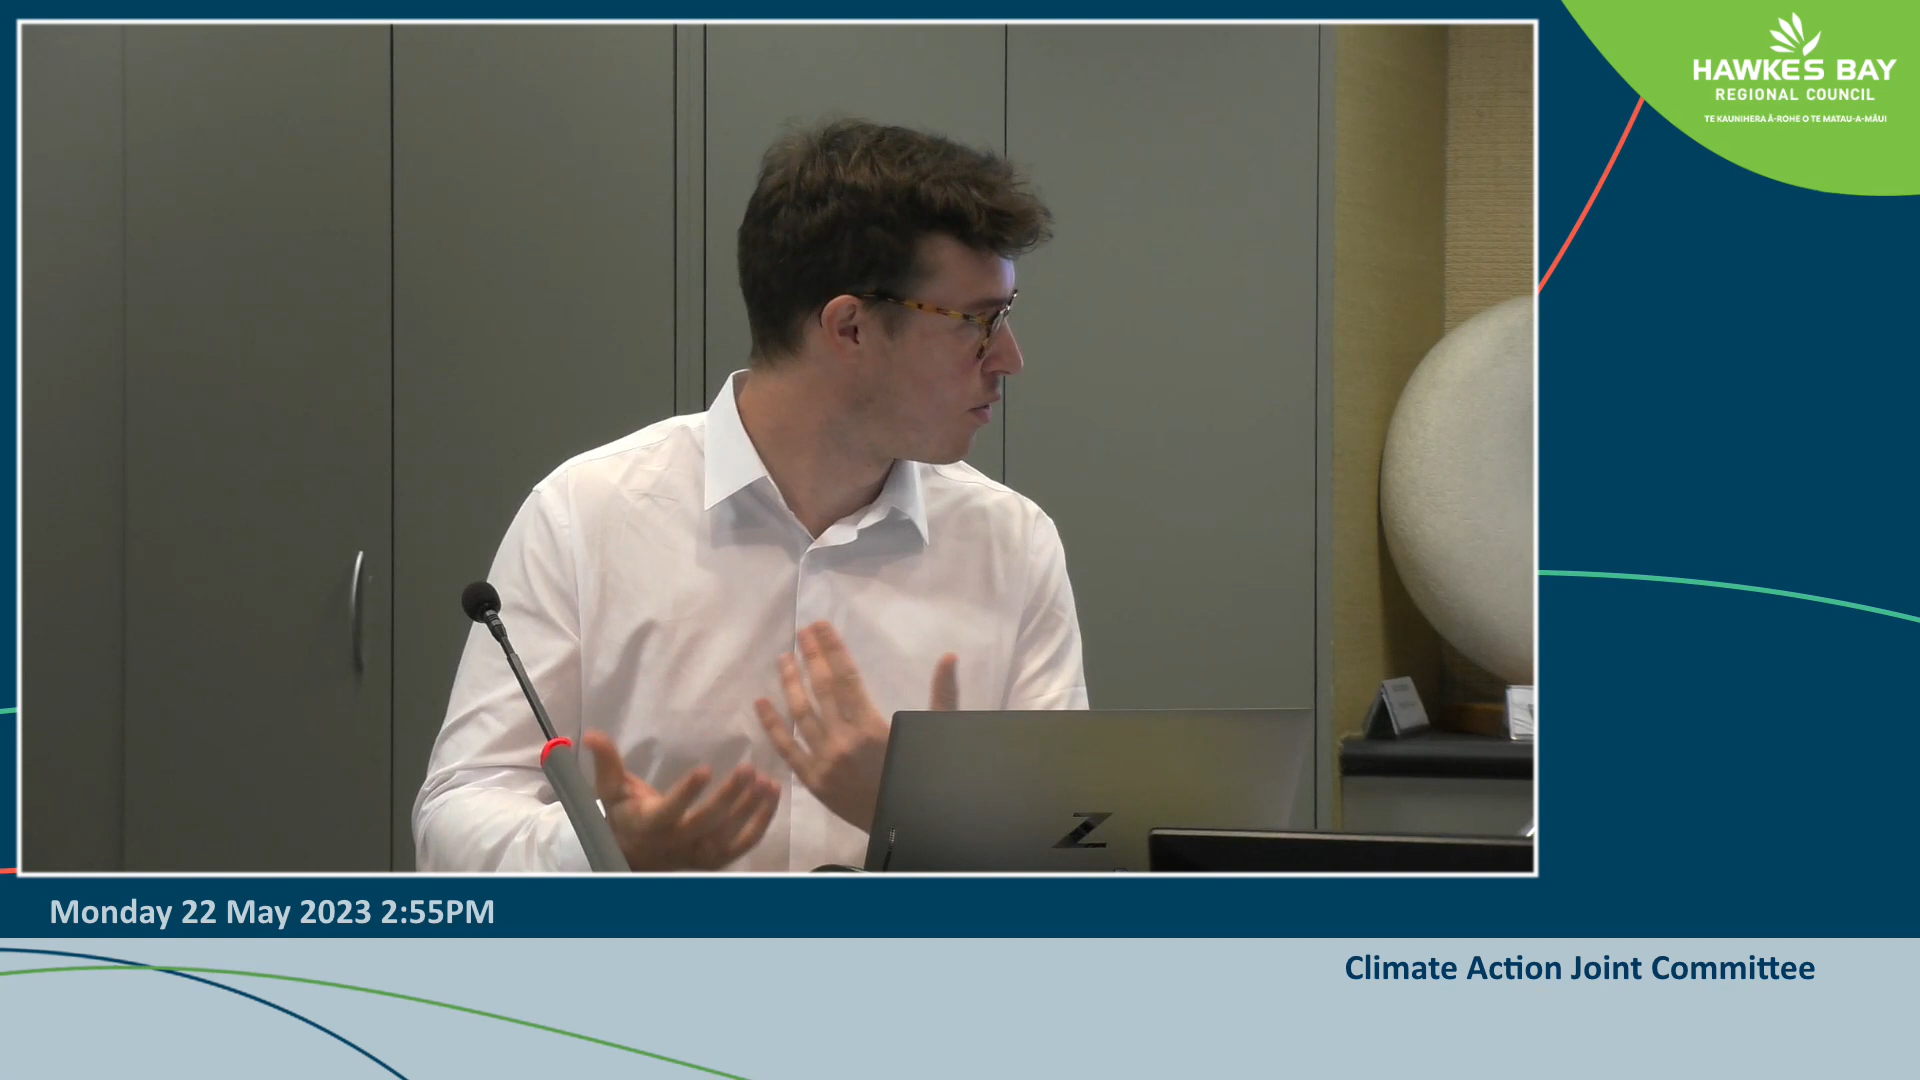 HAWKE'S BAY
REGIONAL COUNCIL
TE KAUNIHERA Ā-ROHE O TE MATAU-A-MĀUI
Monday 22 May 2023 2:55PM
Climate Action Joint Committee